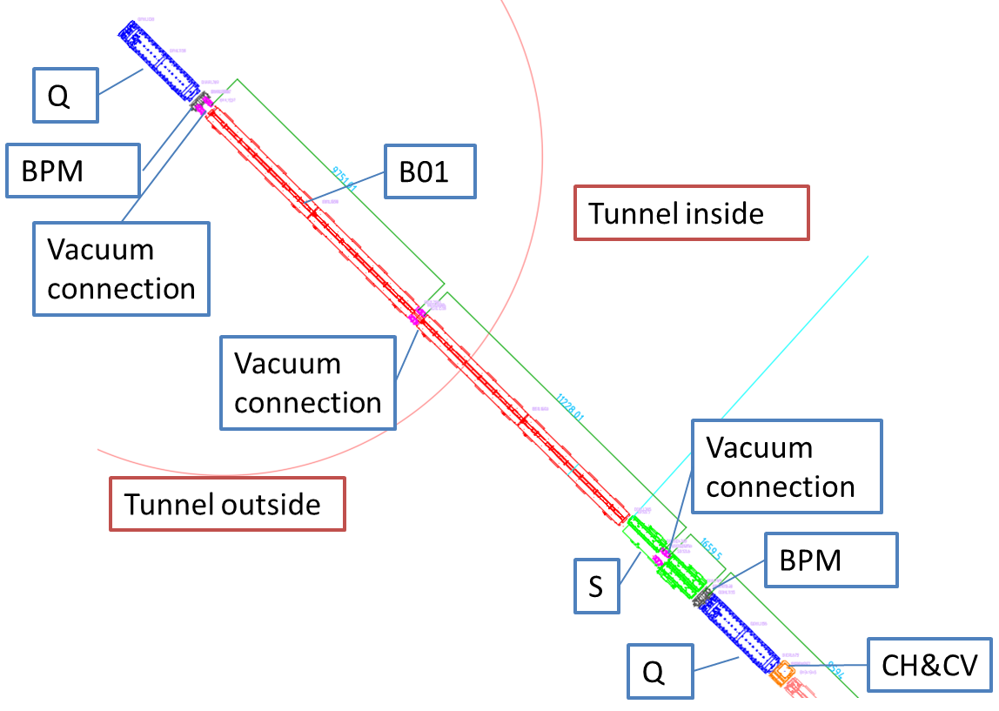 Q
BPM
B01
9751.01
Tunnel inside
Vacuum
connection
Vacuum
connection
11228.01
Vacuum
connection
Tunnel outside
1659.5
BPM
S
Q
CH&CV